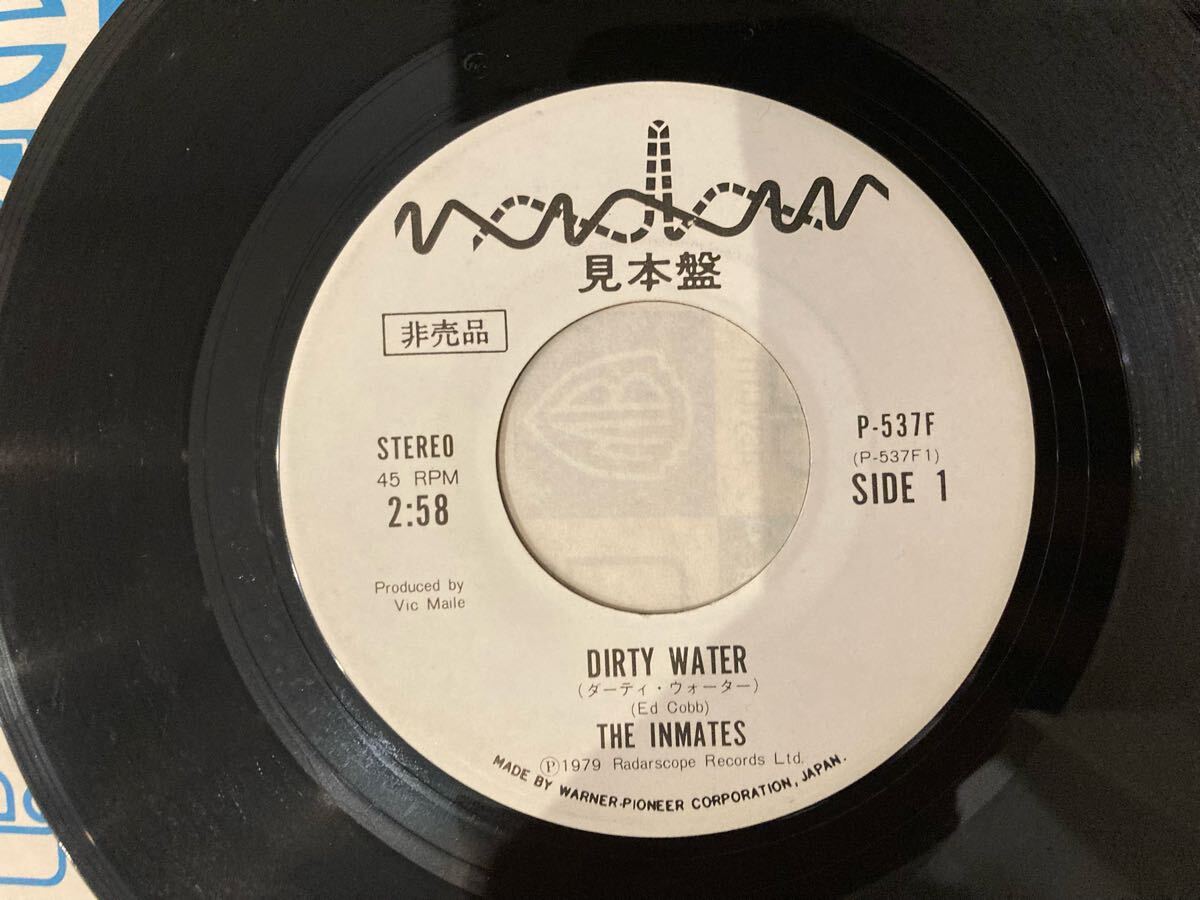 radar
見本盤
非売品
STEREO
45 RPM
2:58
P-537F
(P-537F1)
SIDE 1
Produced by
Vic Maile
DIRTY WATER
(ダーティ・ウォーター)
(Ed Cobb)
THE INMATES
Ⓟ1979 Radarscope Records Ltd.
MADE BY WARNER-PIONEER CORPORATION, JAPAN.